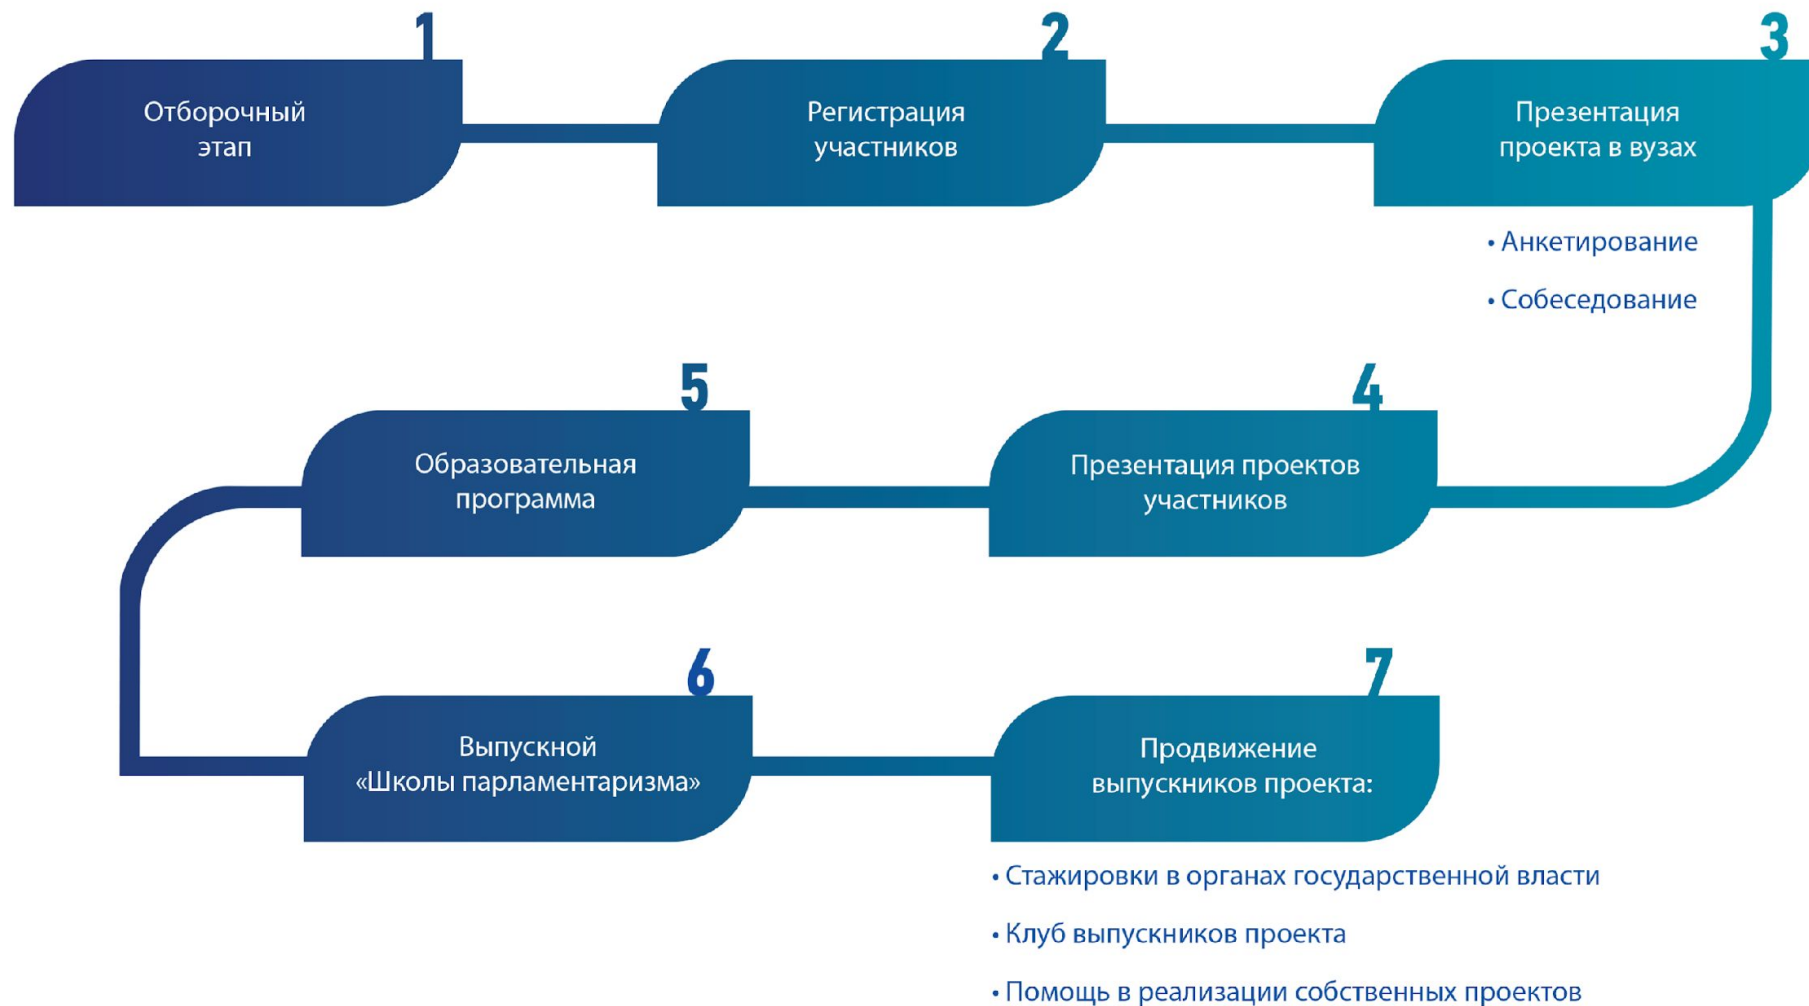 1
Отборочный
этап
2
Регистрация
участников
3
Презентация
проекта в вузах
• Анкетирование
• Собеседование
4
Презентация проектов
участников
5
Образовательная
программа
6
Выпускной
«Школы парламентаризма»
7
Продвижение
выпускников проекта:
• Стажировки в органах государственной власти
• Клуб выпускников проекта
• Помощь в реализации собственных проектов